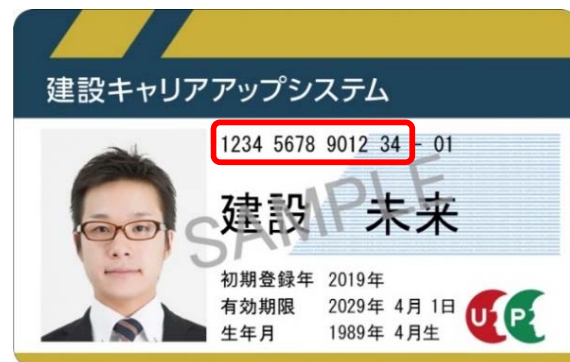 建設キャリアアップシステム
1234 5678 9012 34 - 01
建設 未来
SAMPLE
初期登録年 2019年
有効期限 2029年 4月 1日
生年月 1989年 4月生
UP